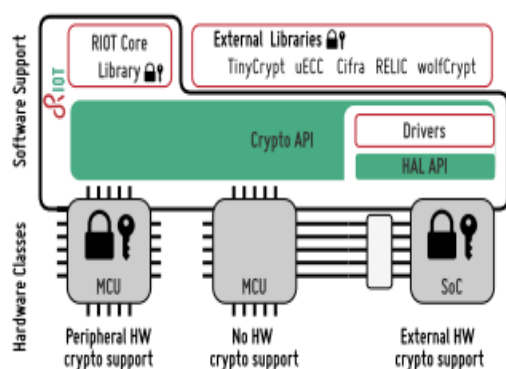 Software Support
Hardware Classes
RIOT
RIOT Core
Library
External Libraries
TinyCrypt uECC Cifra RELIC wolfCrypt
Crypto API
Drivers
HAL API
MCU
MCU
SoC
Peripheral HW
crypto support
No HW
crypto support
External HW
crypto support